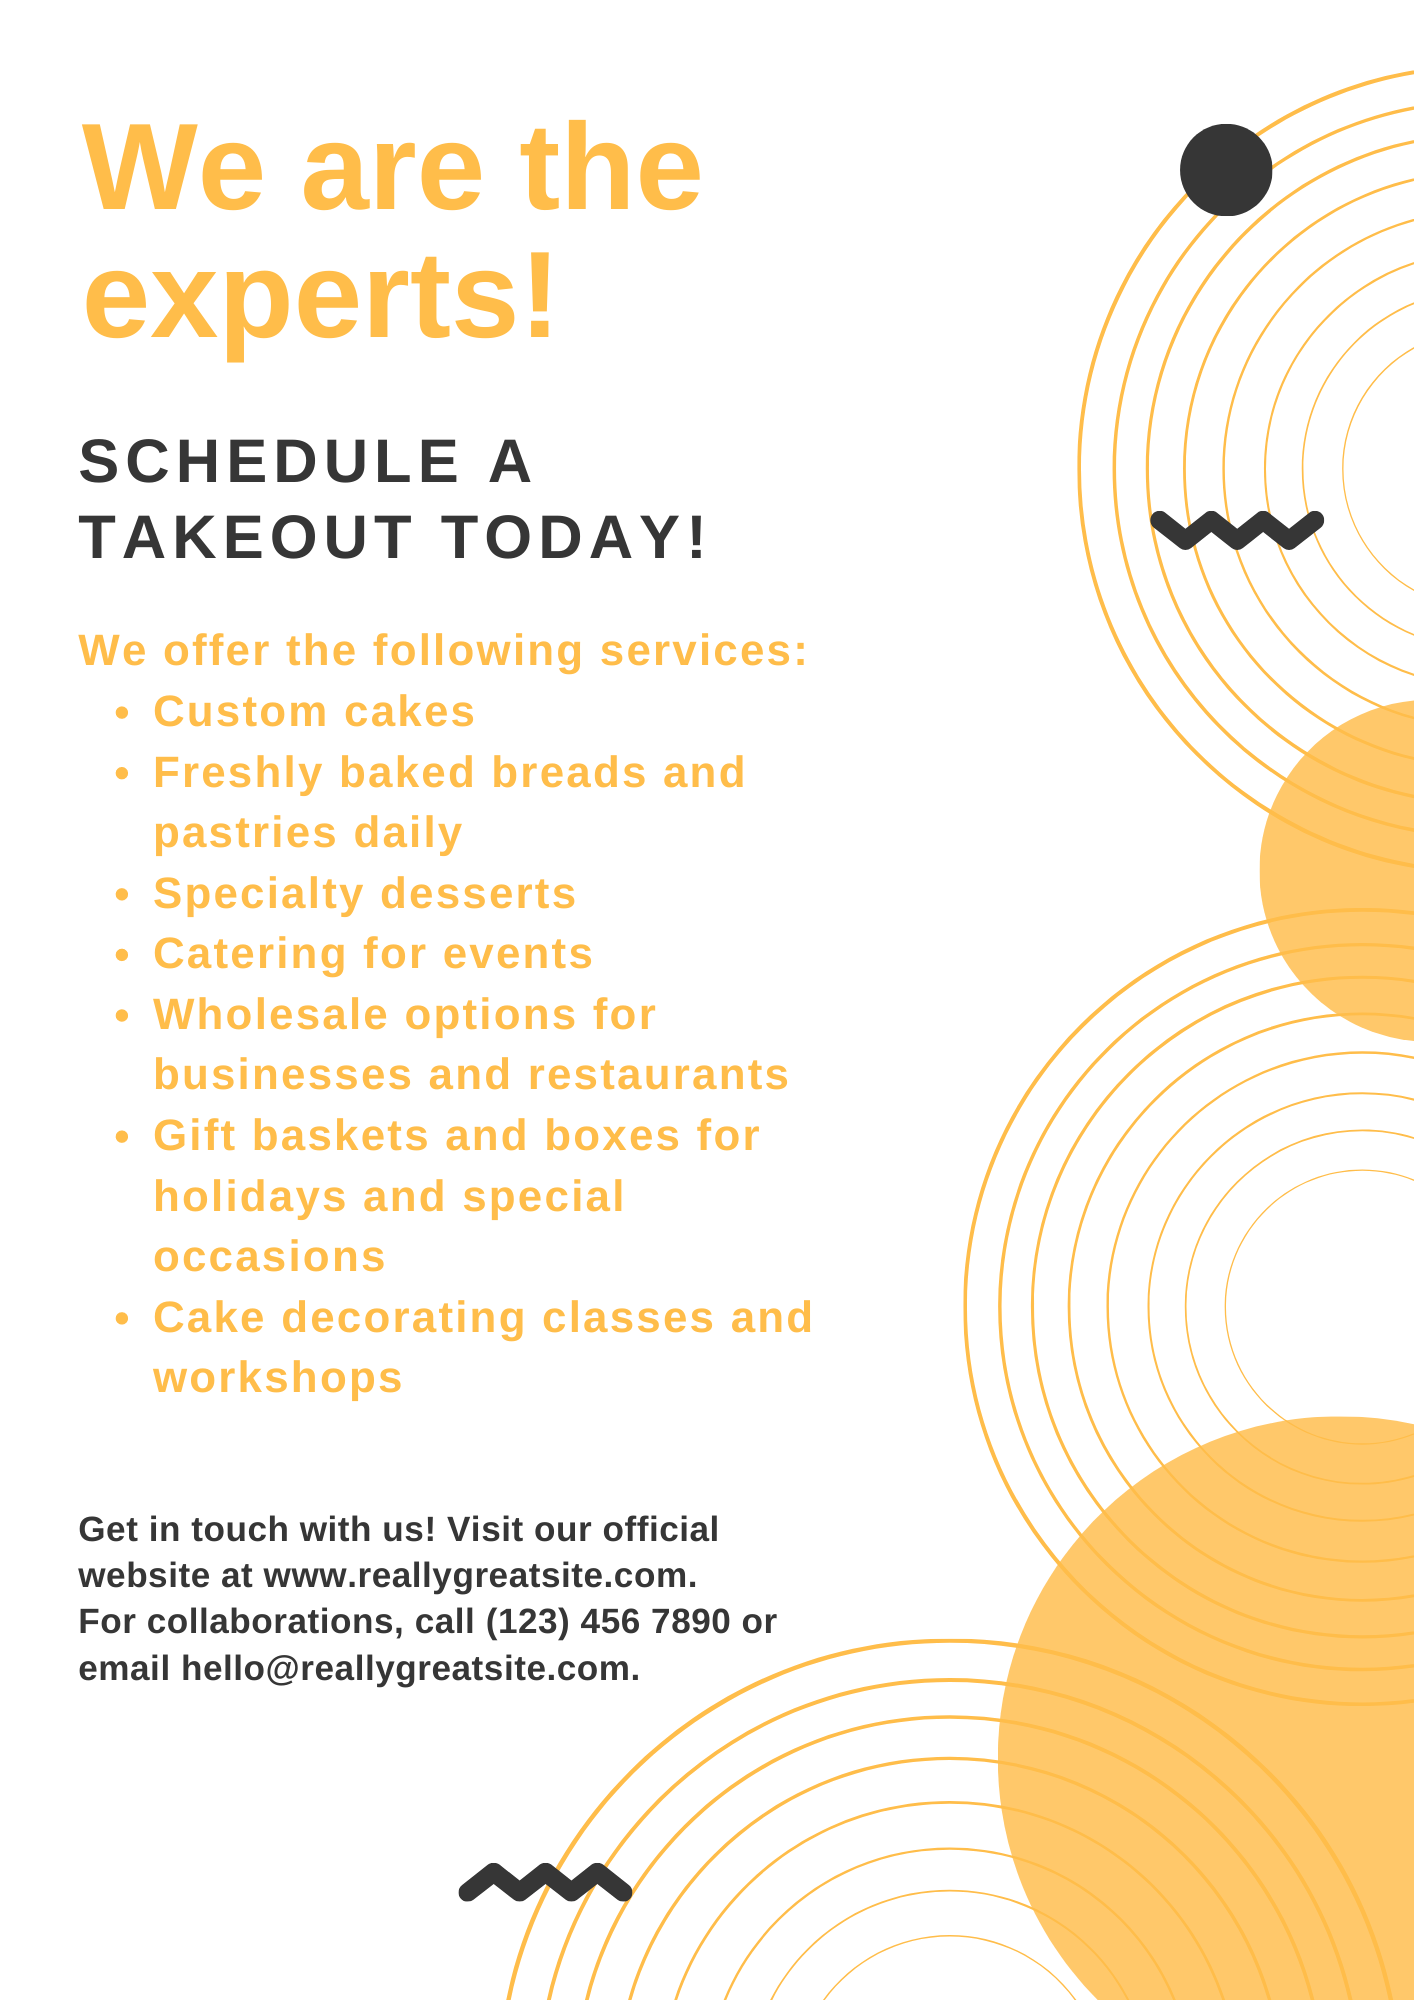 We are the
experts!
SCHEDULE A
TAKEOUT TODAY!
We offer the following services:
• Custom cakes
• Freshly baked breads and
pastries daily
• Specialty desserts
• Catering for events
• Wholesale options for
businesses and restaurants
• Gift baskets and boxes for
holidays and special
occasions
• Cake decorating classes and
workshops
Get in touch with us! Visit our official
website at www.reallygreatsite.com.
For collaborations, call (123) 456 7890 or
email hello@reallygreatsite.com.